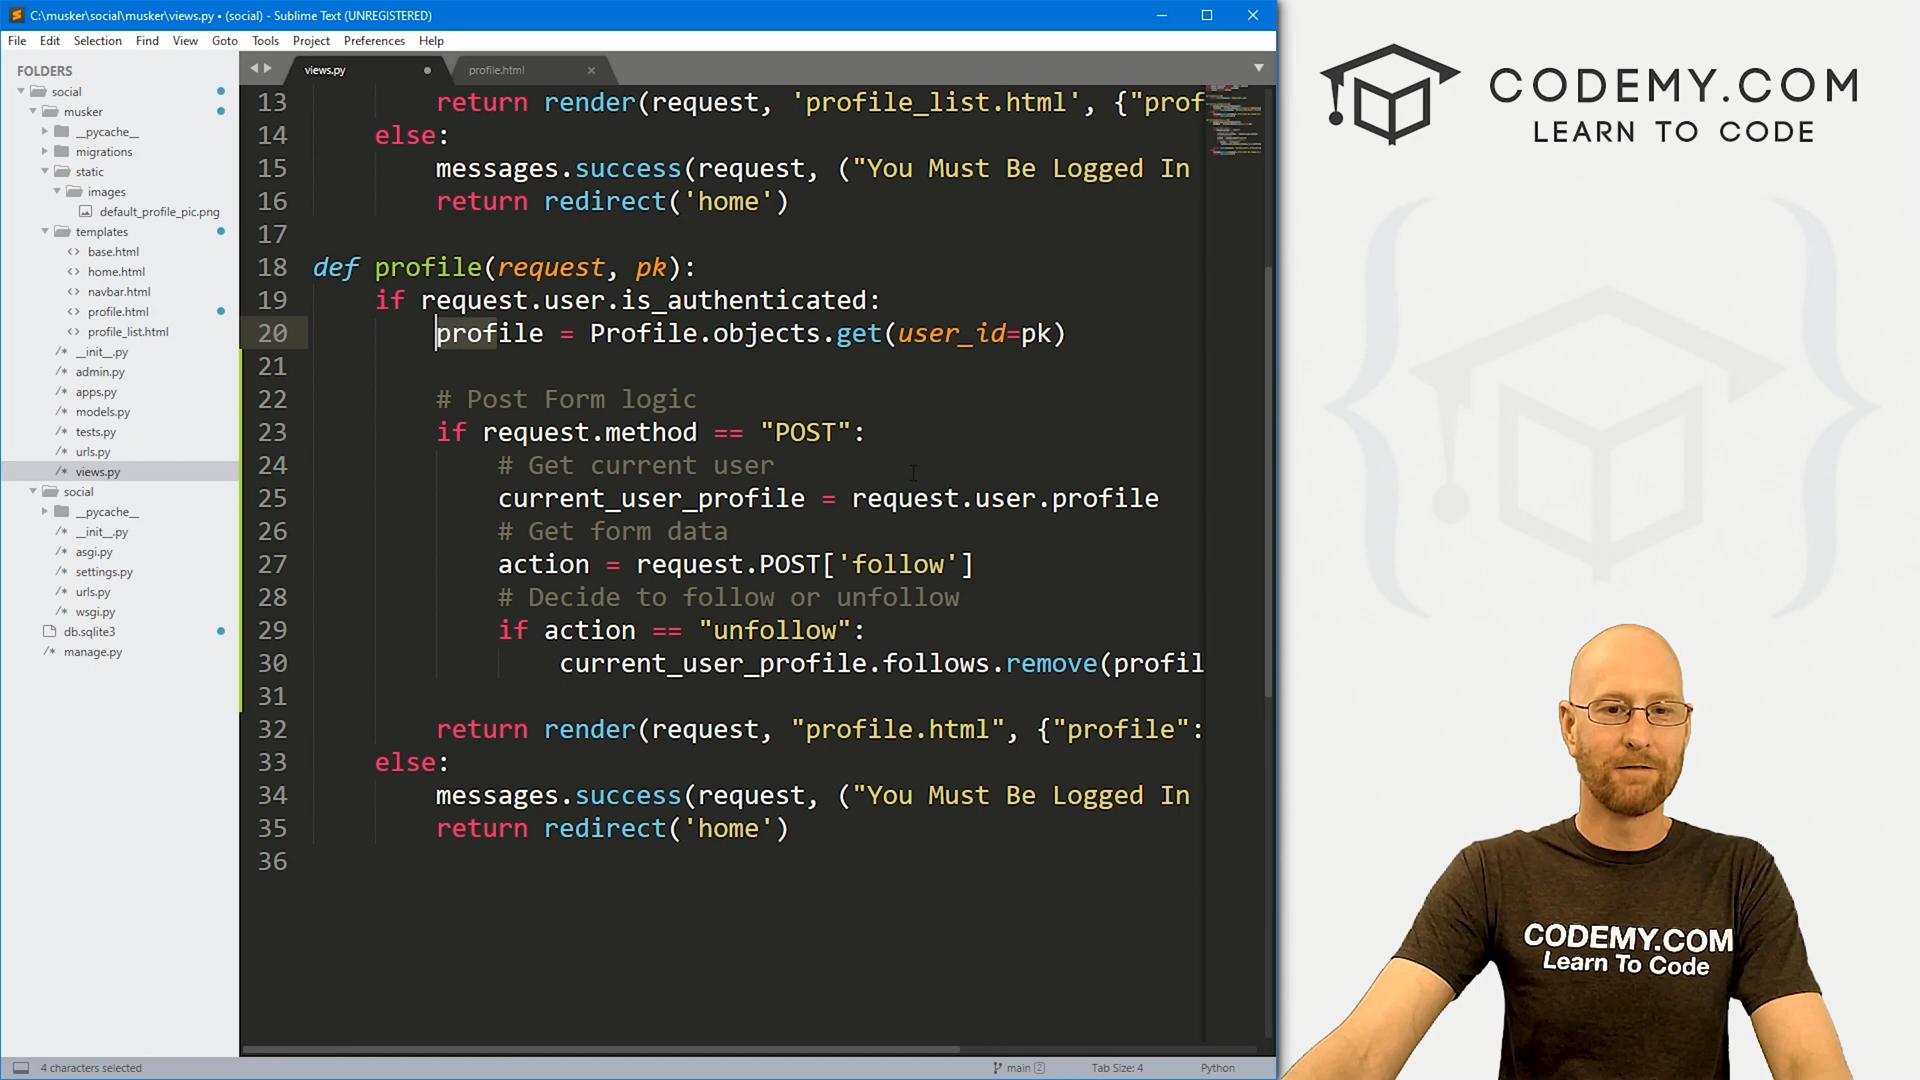 C:\musker\social\musker\views.py • (social) - Sublime Text (UNREGISTERED)
File Edit Selection Find View Goto Tools Project Preferences Help
FOLDERS
social
musker
__pycache__
migrations
static
images
default_profile_pic.png
templates
base.html
home.html
navbar.html
profile.html
profile_list.html
__init__.py
admin.py
apps.py
models.py
tests.py
urls.py
views.py
social
__pycache__
__init__.py
asgi.py
settings.py
urls.py
wsgi.py
db.sqlite3
manage.py
views.py
profile.html
13 return render(request, 'profile_list.html', {"prof
14 else:
15 messages.success(request, ("You Must Be Logged In
16 return redirect('home')
17
18 def profile(request, pk):
19 if request.user.is_authenticated:
20 profile = Profile.objects.get(user_id=pk)
21
22 # Post Form logic
23 if request.method == "POST":
24 # Get current user
25 current_user_profile = request.user.profile
26 # Get form data
27 action = request.POST['follow']
28 # Decide to follow or unfollow
29 if action == "unfollow":
30 current_user_profile.follows.remove(profil
31
32 return render(request, "profile.html", {"profile":
33 else:
34 messages.success(request, ("You Must Be Logged In
35 return redirect('home')
36
4 characters selected
main 2
Tab Size: 4
Python
CODEMY.COM
LEARN TO CODE
CODEMY.COM
Learn To Code